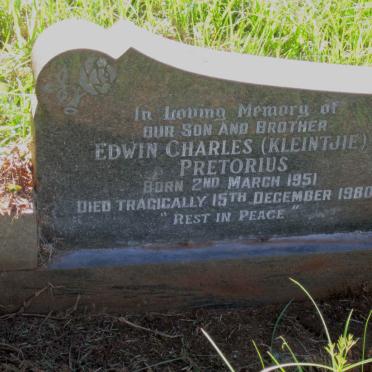 In Loving Memory of
OUR SON AND BROTHER
EDWIN CHARLES (KLEINTJIE)
PRETORIUS
BORN 2ND MARCH 1951
DIED TRAGICALLY 15TH DECEMBER 1980
"REST IN PEACE"